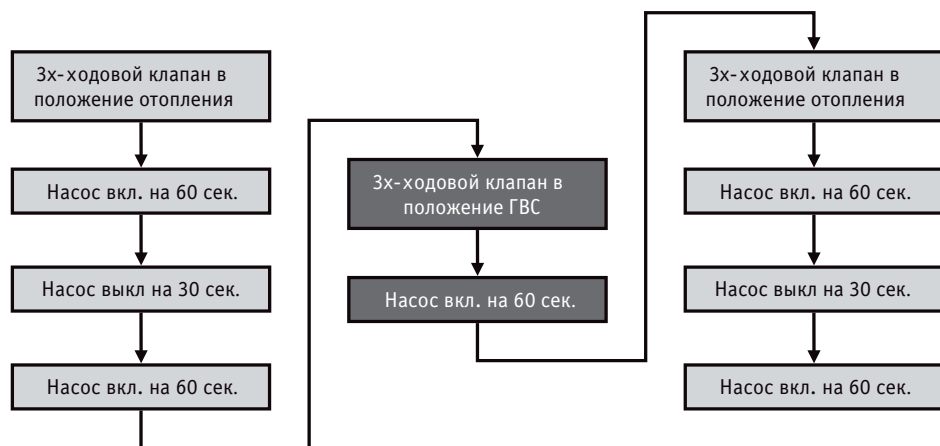 3х-ходовой клапан в
положение отопления
Насос вкл. на 60 сек.
Насос выкл на 30 сек.
Насос вкл. на 60 сек.
3х-ходовой клапан в
положение ГВС
Насос вкл. на 60 сек.
3х-ходовой клапан в
положение отопления
Насос вкл. на 60 сек.
Насос выкл на 30 сек.
Насос вкл. на 60 сек.